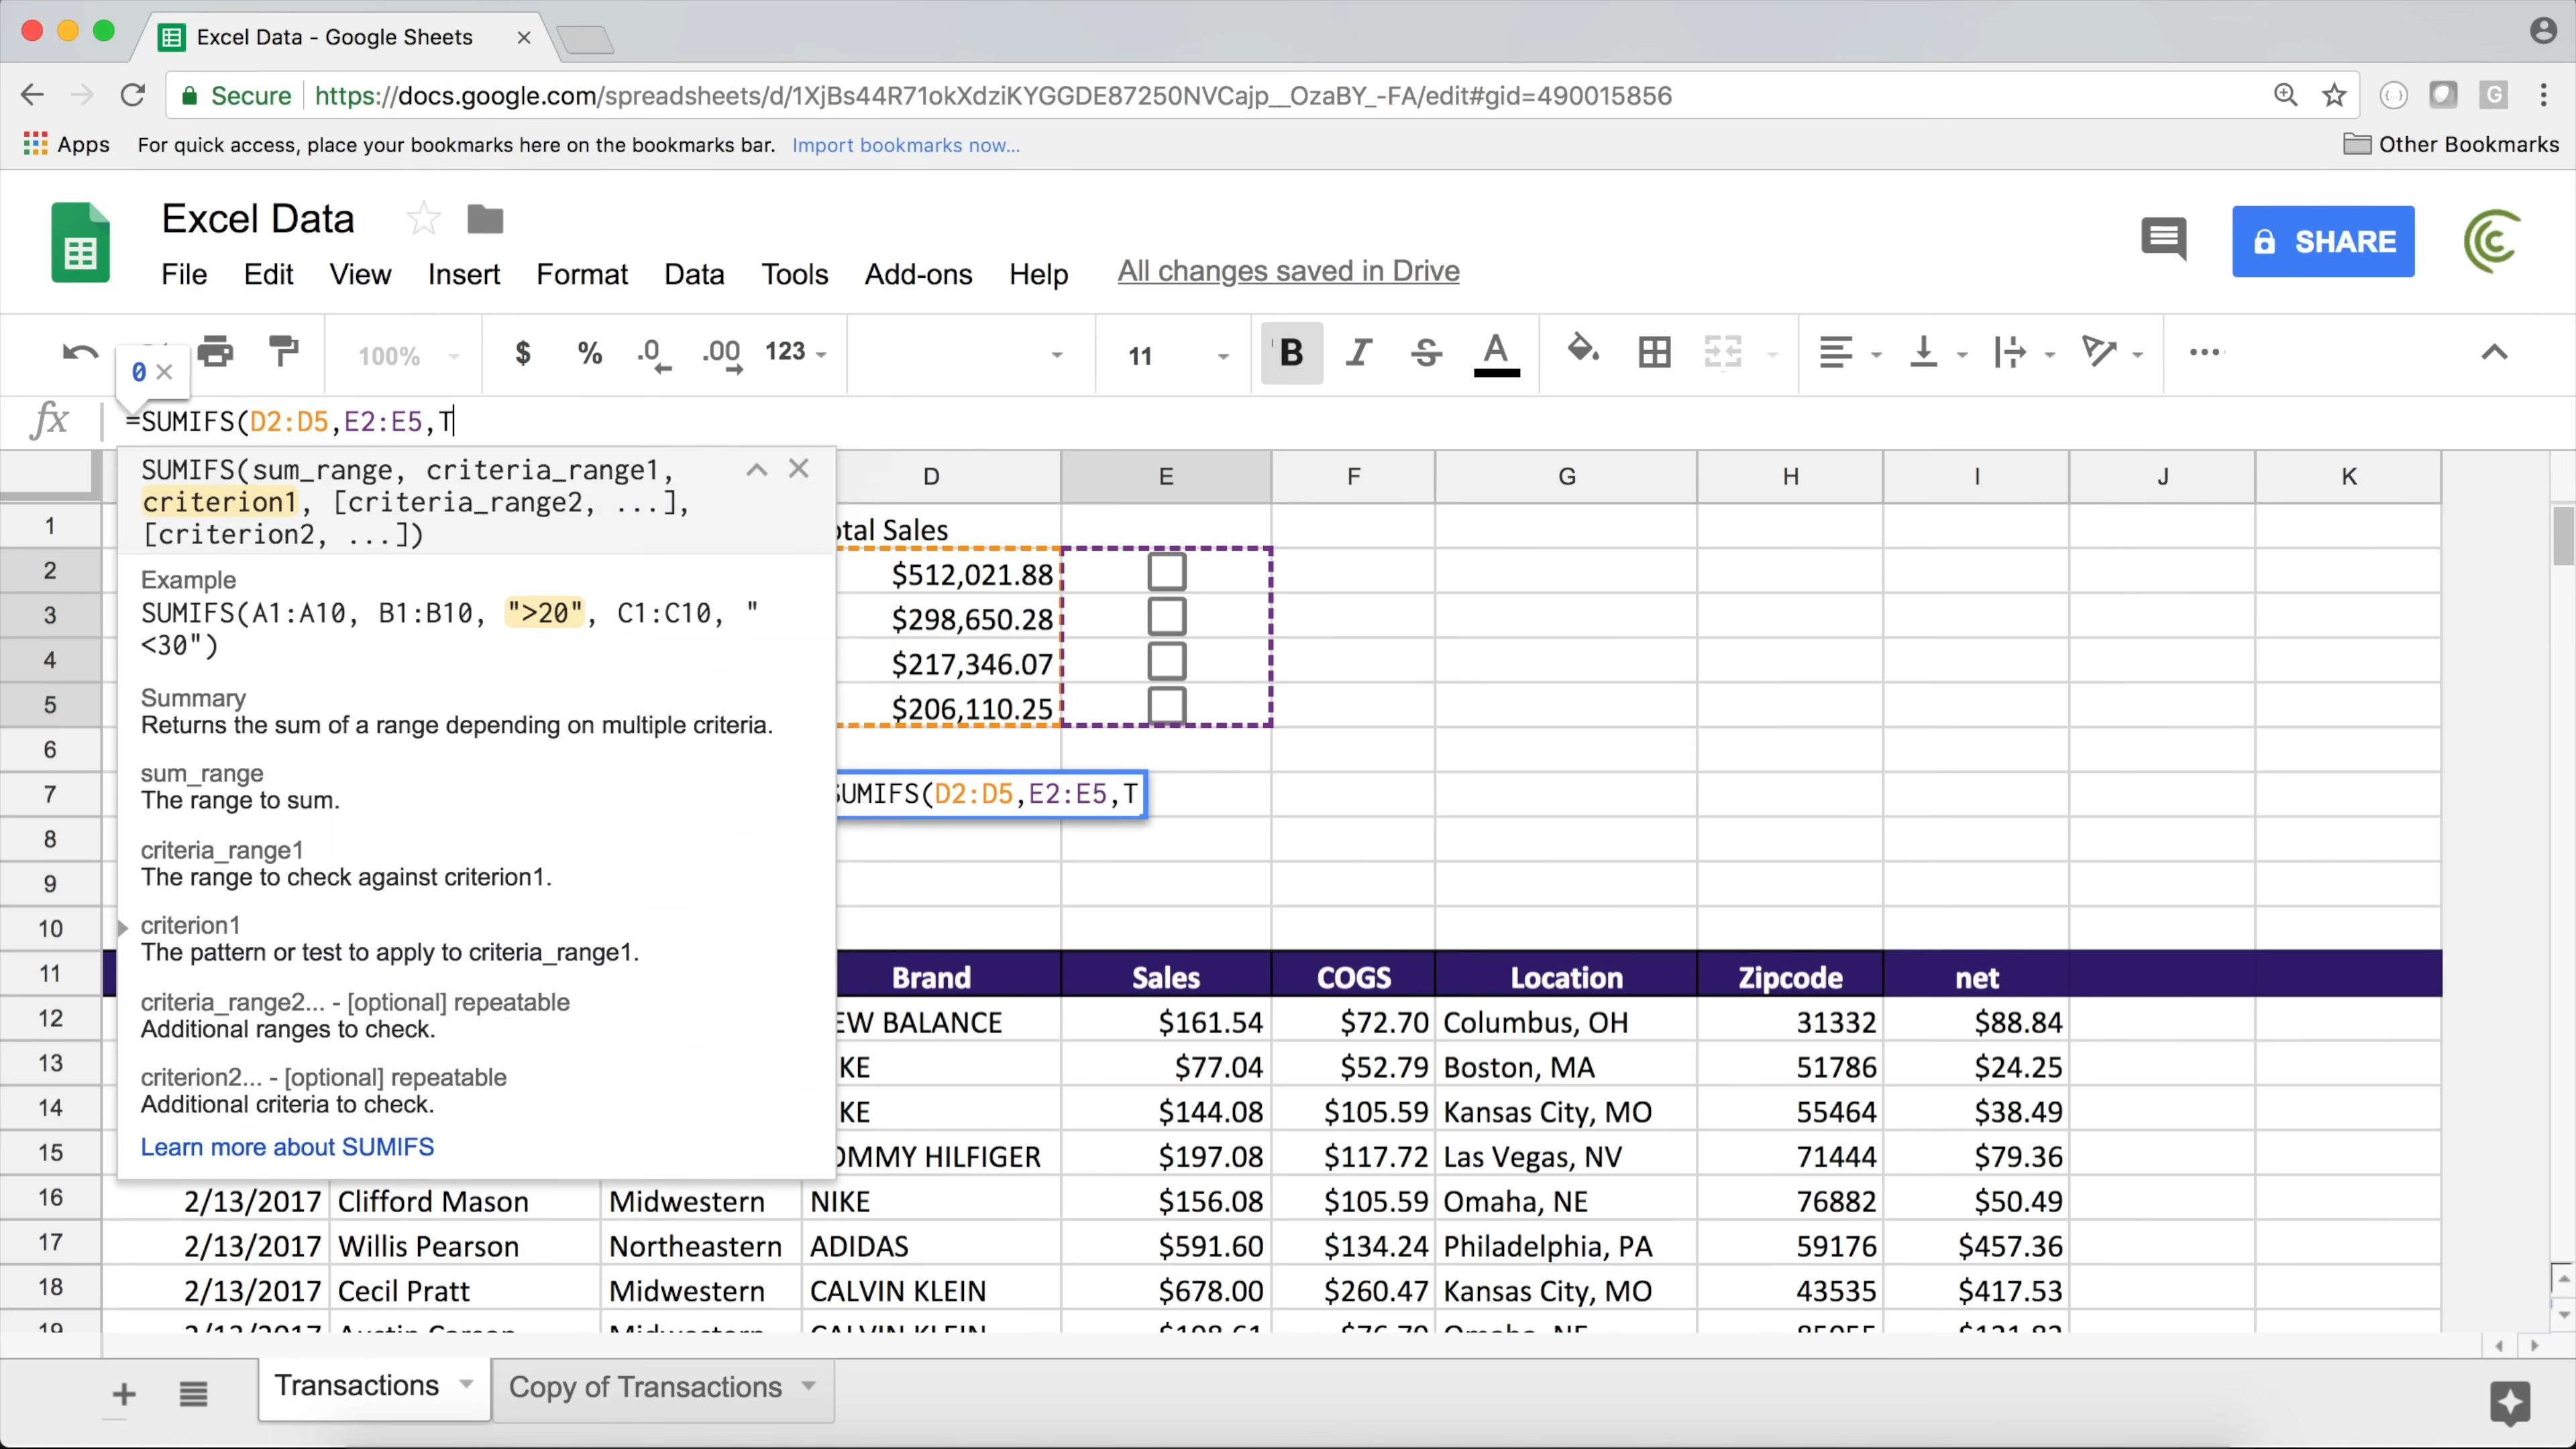 Excel Data - Google Sheets
Secure https://docs.google.com/spreadsheets/d/1XjBs44R71okXdziKYGGDE87250NVCajp__OzaBY_-FA/edit#gid=490015856
G
Apps For quick access, place your bookmarks here on the bookmarks bar. Import bookmarks now... Other Bookmarks
Excel Data
SHARE
File Edit View Insert Format Data Tools Add-ons Help All changes saved in Drive
100% $ % .0 .00 123 11 B I S A
0 ×
fx =SUMIFS(D2:D5,E2:E5,T
SUMIFS(sum_range, criteria_range1,
criterion1, [criteria_range2, ...],
[criterion2, ...])
Example
SUMIFS(A1:A10, B1:B10, ">20", C1:C10, "
<30")
Summary
Returns the sum of a range depending on multiple criteria.
sum_range
The range to sum.
criteria_range1
The range to check against criterion1.
criterion1
The pattern or test to apply to criteria_range1.
criteria_range2... - [optional] repeatable
Additional ranges to check.
criterion2... - [optional] repeatable
Additional criteria to check.
Learn more about SUMIFS
D E F G H I J K
1 otal Sales
2 $512,021.88
3 $298,650.28
4 $217,346.07
5 $206,110.25
6
7 SUMIFS(D2:D5,E2:E5,T
8
9
10
11 Brand Sales COGS Location Zipcode net
12 EW BALANCE $161.54 $72.70 Columbus, OH 31332 $88.84
13 KE $77.04 $52.79 Boston, MA 51786 $24.25
14 KE $144.08 $105.59 Kansas City, MO 55464 $38.49
15 OMMY HILFIGER $197.08 $117.72 Las Vegas, NV 71444 $79.36
16 2/13/2017 Clifford Mason Midwestern NIKE $156.08 $105.59 Omaha, NE 76882 $50.49
17 2/13/2017 Willis Pearson Northeastern ADIDAS $591.60 $134.24 Philadelphia, PA 59176 $457.36
18 2/13/2017 Cecil Pratt Midwestern CALVIN KLEIN $678.00 $260.47 Kansas City, MO 43535 $417.53
19 2/13/2017 Midwestern CALVIN KLEIN Omaha, NE
Transactions Copy of Transactions